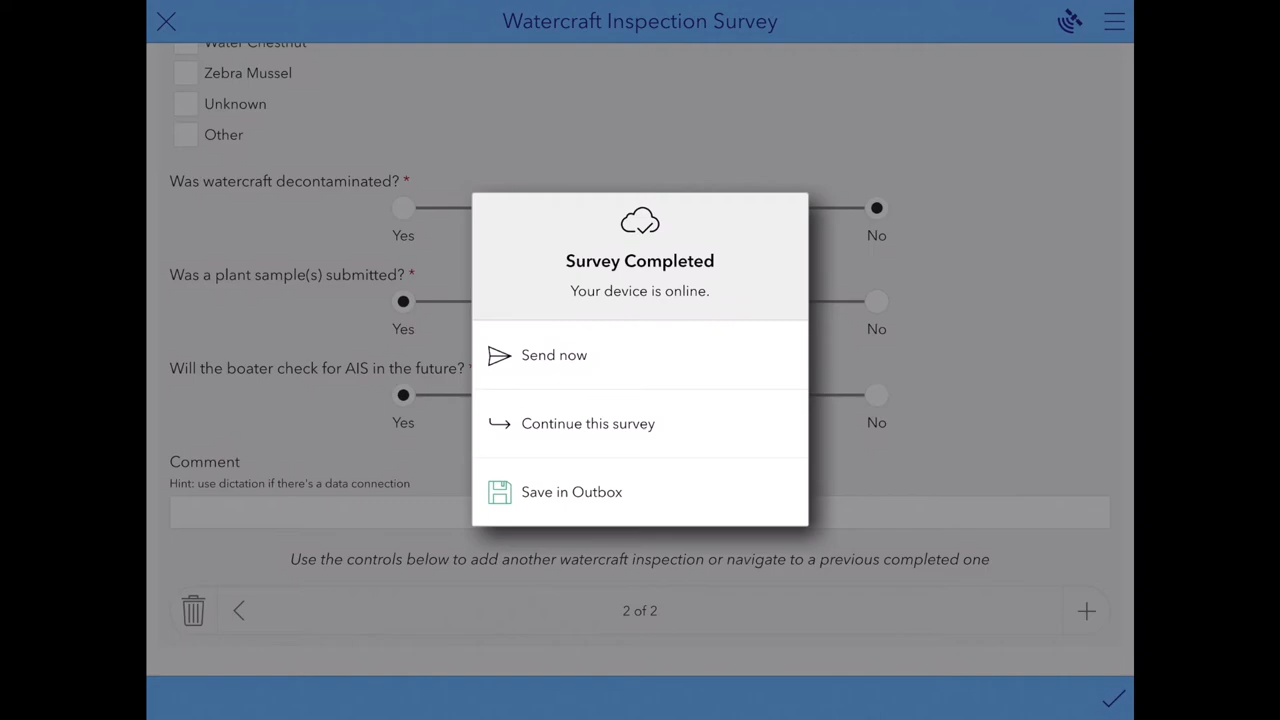 Watercraft Inspection Survey
Water Chestnut
Zebra Mussel
Unknown
Other
Was watercraft decontaminated? *
Yes
No
Was a plant sample(s) submitted? *
Yes
No
Will the boater check for AIS in the future? *
Yes
No
Comment
Hint: use dictation if there's a data connection
Survey Completed
Your device is online.
Send now
Continue this survey
Save in Outbox
Use the controls below to add another watercraft inspection or navigate to a previous completed one
2 of 2